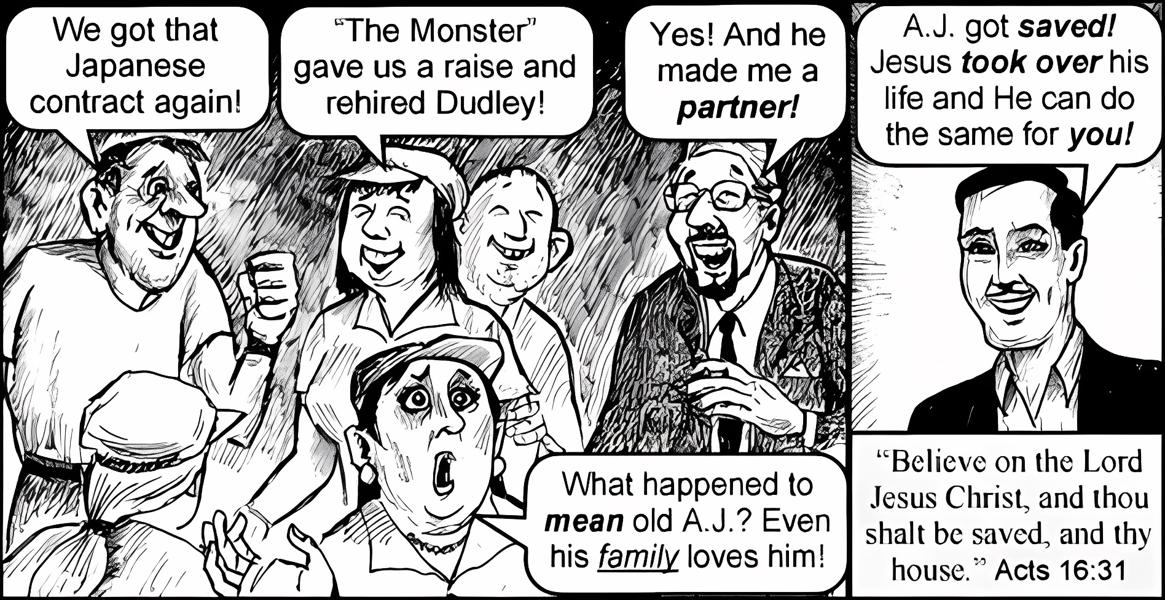 We got that
Japanese
contract again!
“The Monster”
gave us a raise and
rehired Dudley!
Yes! And he
made me a
partner!
What happened to
mean old A.J.? Even
his family loves him!
A.J. got saved!
Jesus took over his
life and He can do
the same for you!
“Believe on the Lord
Jesus Christ, and thou
shalt be saved, and thy
house.” Acts 16:31